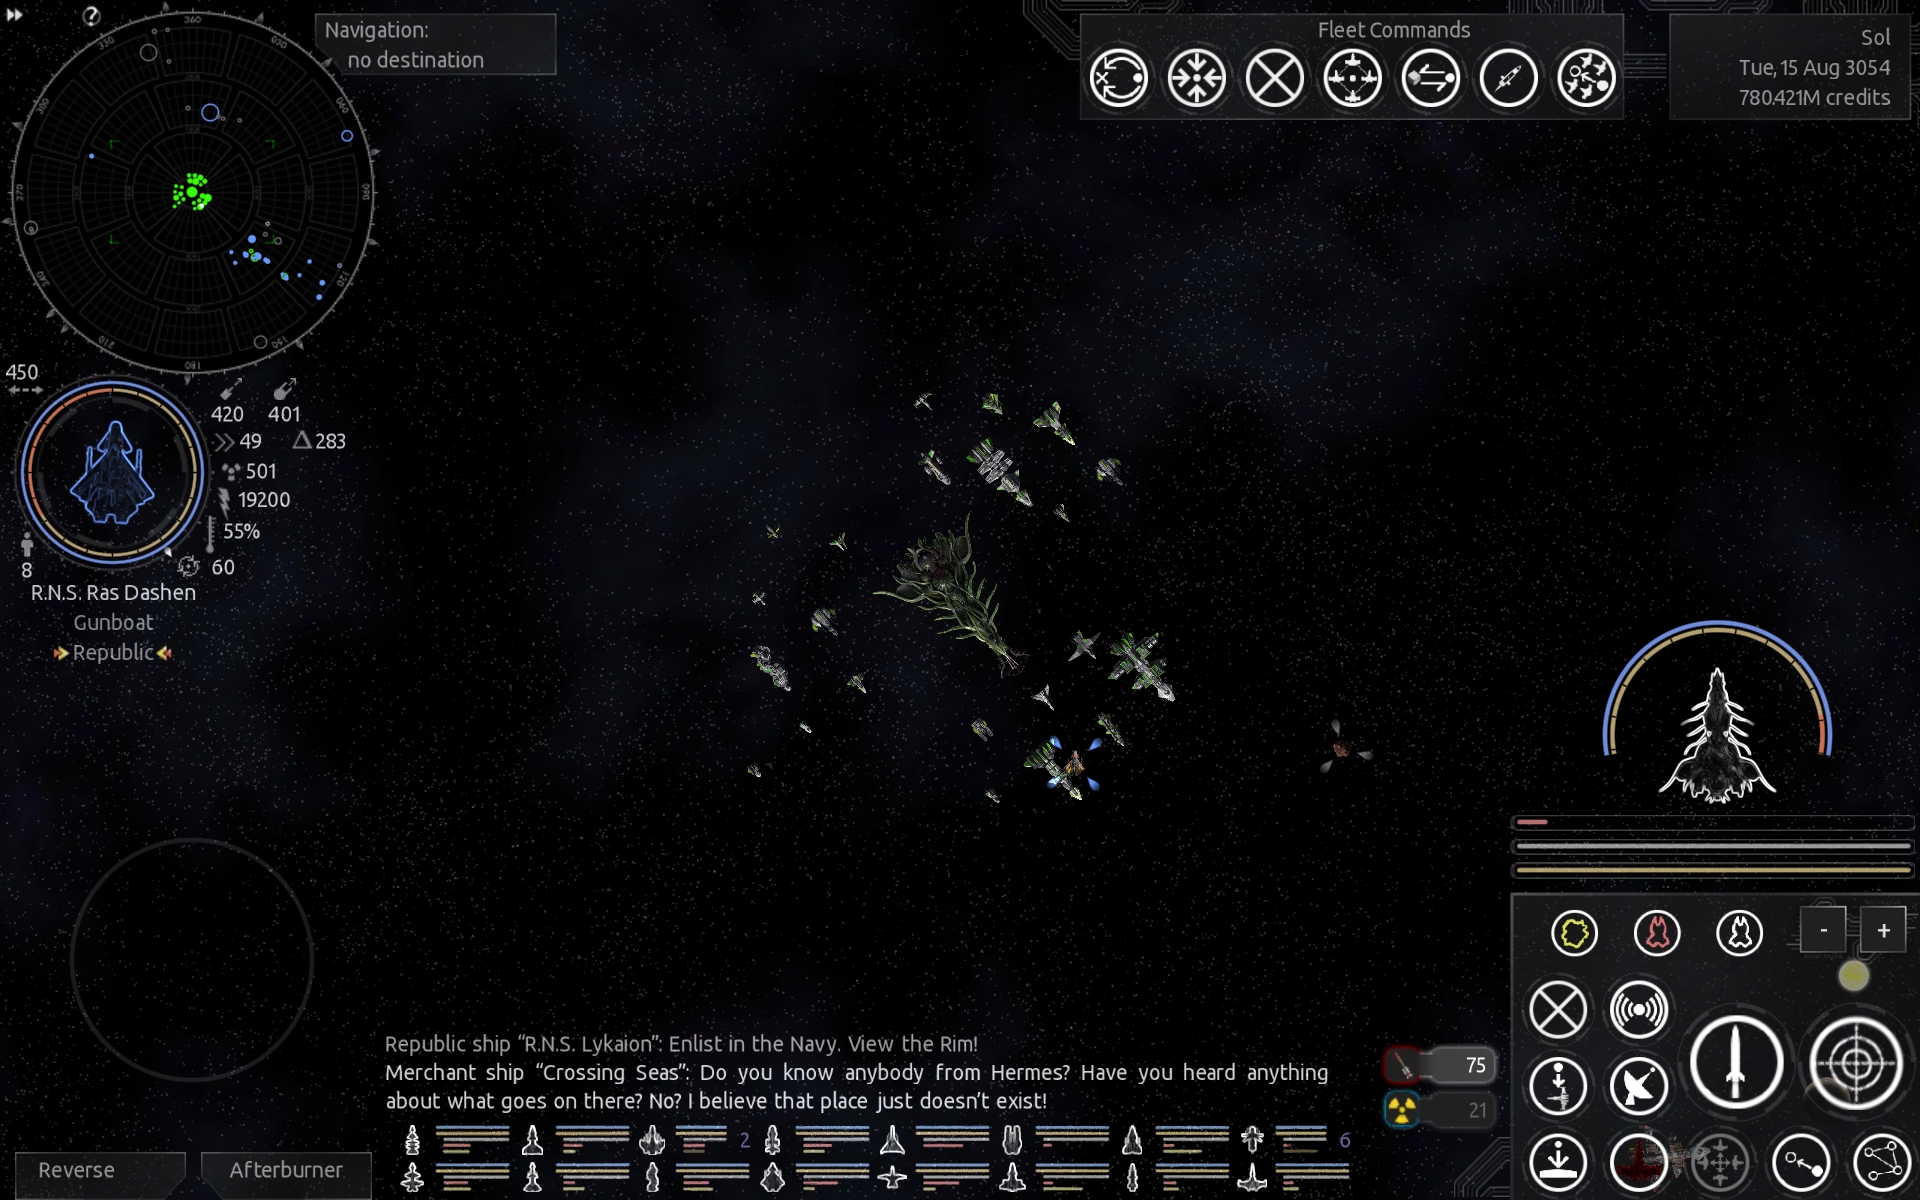 Navigation:
no destination
Fleet Commands
Sol
Tue, 15 Aug 3054
780.421M credits
360
450
420 401
49 283
501
19200
55%
8 60
R.N.S. Ras Dashen
Gunboat
Republic
- +
Republic ship “R.N.S. Lykaion”: Enlist in the Navy. View the Rim!
Merchant ship “Crossing Seas”: Do you know anybody from Hermes? Have you heard anything
about what goes on there? No? I believe that place just doesn’t exist!
75
21
2 6
Reverse
Afterburner